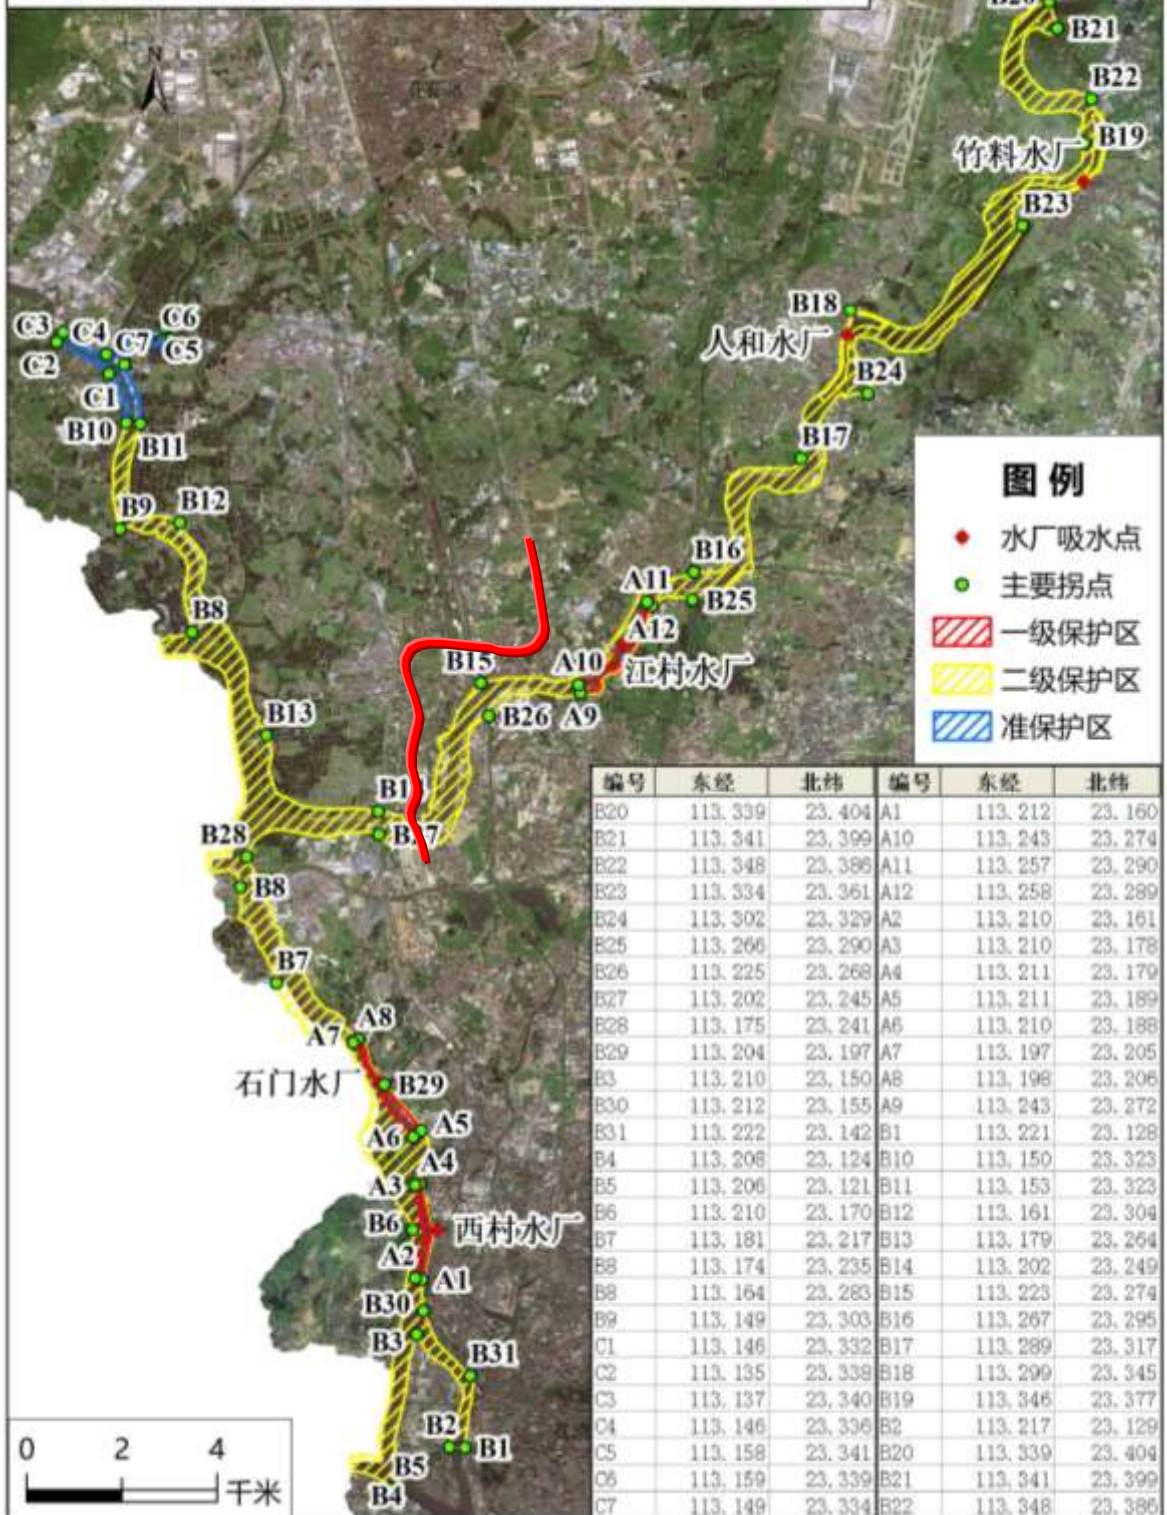 B21
B22
B19
竹料水厂
B23
B18
人和水厂
B24
B17
C3
C4
C7
C6
C5
C2
C1
B10
B11
B9
B12
B16
A11
B25
A12
B8
B15
A10
江村水厂
A9
B26
B13
B27
B28
B8
B7
A8
A7
石门水厂
B29
A5
A6
A4
A3
B6
西村水厂
A2
A1
B30
B3
B31
B2
B1
B5
B4
N
0 2 4
千米
图例
水厂吸水点
主要拐点
一级保护区
二级保护区
准保护区
编号 东经 北纬 编号 东经 北纬
B20 113.339 23.404 A1 113.212 23.160
B21 113.341 23.399 A10 113.243 23.274
B22 113.348 23.386 A11 113.257 23.290
B23 113.334 23.361 A12 113.258 23.289
B24 113.302 23.329 A2 113.210 23.161
B25 113.266 23.290 A3 113.210 23.178
B26 113.225 23.268 A4 113.211 23.179
B27 113.202 23.245 A5 113.211 23.189
B28 113.175 23.241 A6 113.210 23.188
B29 113.204 23.197 A7 113.197 23.205
B3 113.210 23.150 A8 113.198 23.206
B30 113.212 23.155 A9 113.243 23.272
B31 113.222 23.142 B1 113.221 23.128
B4 113.208 23.124 B10 113.150 23.323
B5 113.206 23.121 B11 113.153 23.323
B6 113.210 23.170 B12 113.161 23.304
B7 113.181 23.217 B13 113.179 23.264
B8 113.174 23.235 B14 113.202 23.249
B8 113.164 23.283 B15 113.223 23.274
B9 113.149 23.303 B16 113.267 23.295
C1 113.146 23.332 B17 113.289 23.317
C2 113.135 23.338 B18 113.299 23.345
C3 113.137 23.340 B19 113.346 23.377
C4 113.146 23.336 B2 113.217 23.129
C5 113.158 23.341 B20 113.339 23.404
C6 113.159 23.339 B21 113.341 23.399
C7 113.149 23.334 B22 113.348 23.386